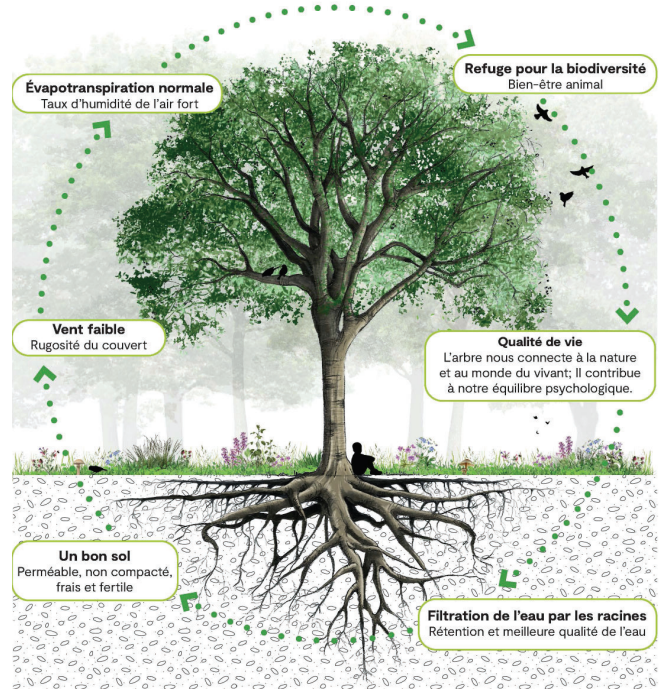 Évapotranspiration normale
Taux d'humidité de l'air fort
Refuge pour la biodiversité
Bien-être animal
Vent faible
Rugosité du couvert
Qualité de vie
L'arbre nous connecte à la nature
et au monde du vivant; Il contribue
à notre équilibre psychologique.
Un bon sol
Perméable, non compacté,
frais et fertile
Filtration de l'eau par les racines
Rétention et meilleure qualité de l'eau